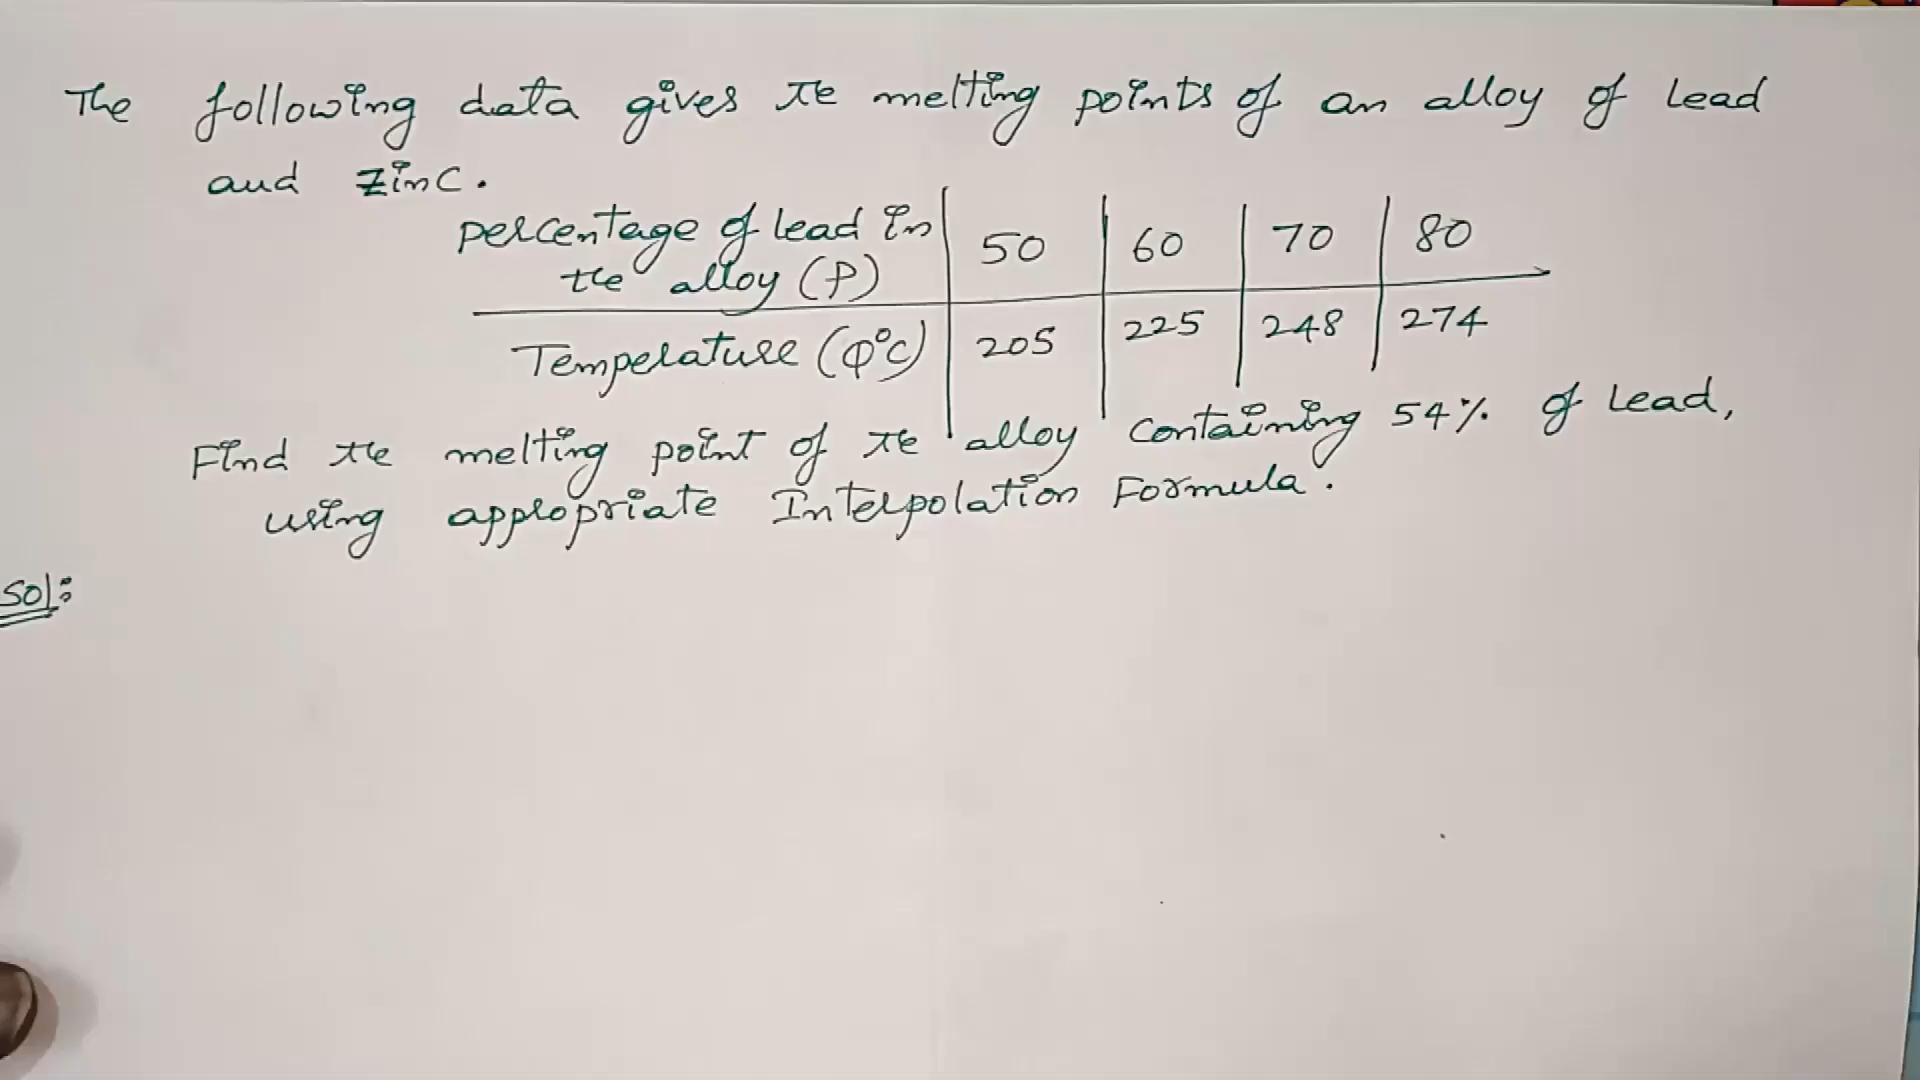 The following data gives the melting points of an alloy of Lead
and Zinc.
percentage of lead in the alloy (P) 50 60 70 80
Temperature (Q°C) 205 225 248 274
Find the melting point of the alloy containing 54% of Lead,
using appropriate Interpolation Formula.
Sol: